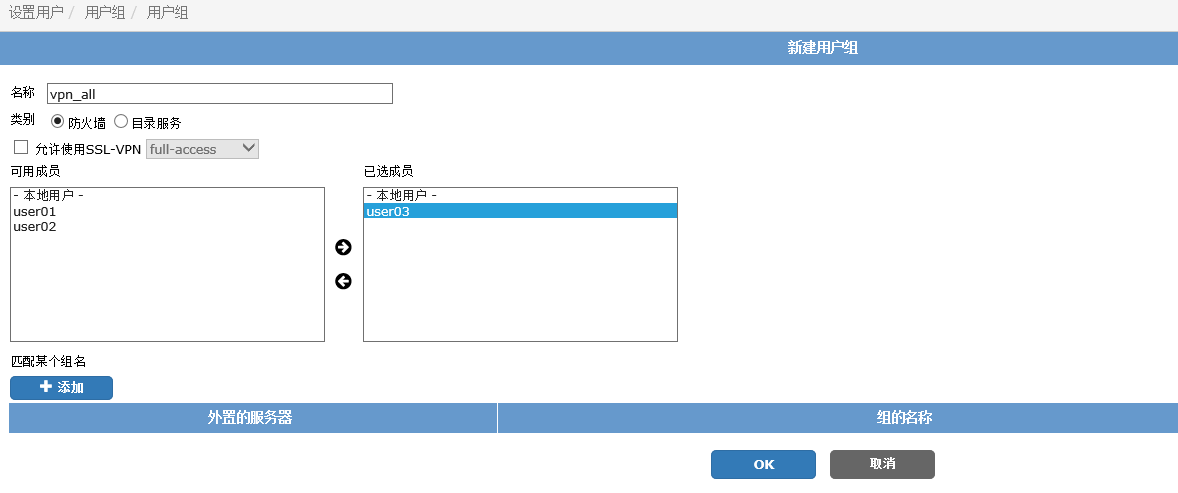 设置用户 / 用户组 / 用户组
新建用户组
名称 vpn_all
类别 防火墙 目录服务
允许使用SSL-VPN full-access
可用成员 已选成员
- 本地用户 - - 本地用户 -
user01 user03
user02
匹配某个组名
添加
外置的服务器 组的名称
OK 取消